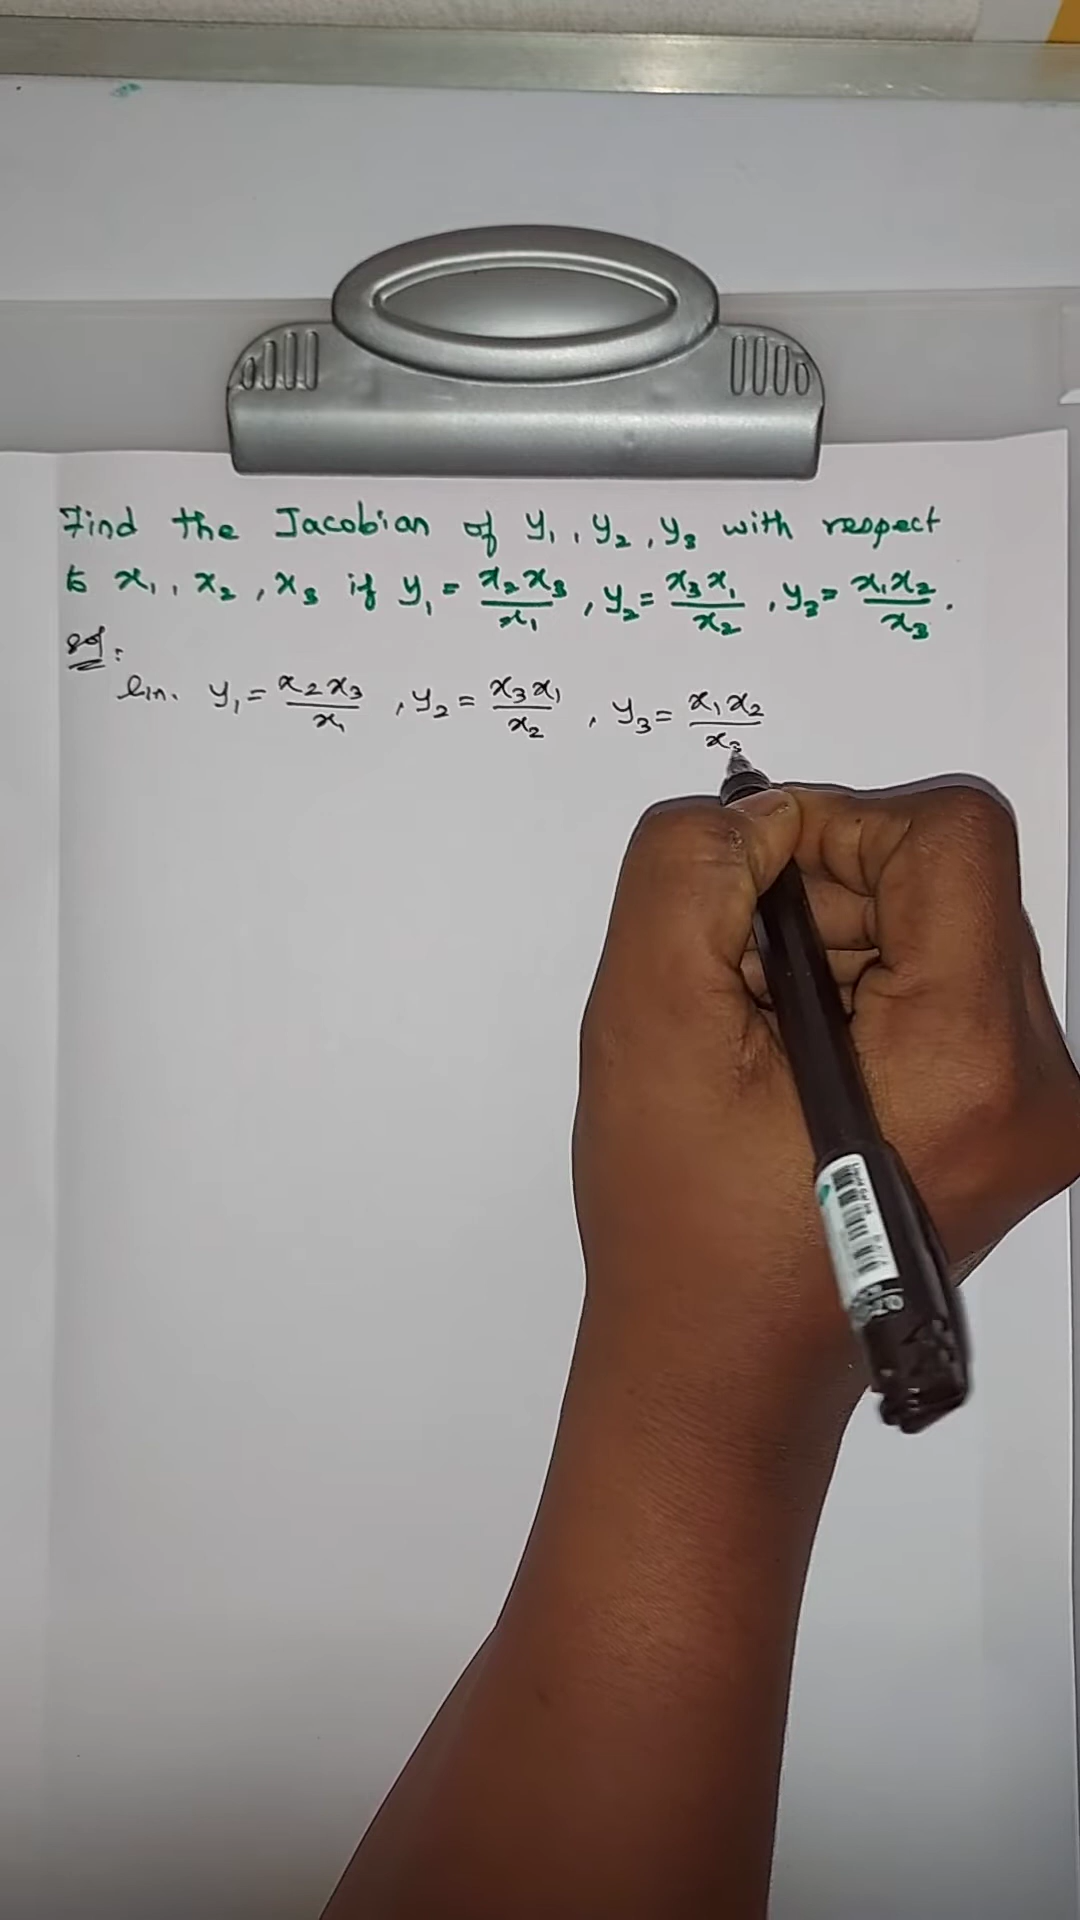 Find the Jacobian of y₁, y₂, y₃ with respect
to x₁, x₂, x₃ if y₁ = x₂x₃/x₁, y₂ = x₃x₁/x₂, y₃ = x₁x₂/x₃.
Sol:
y₁ = x₂x₃/x₁, y₂ = x₃x₁/x₂, y₃ = x₁x₂/x₃